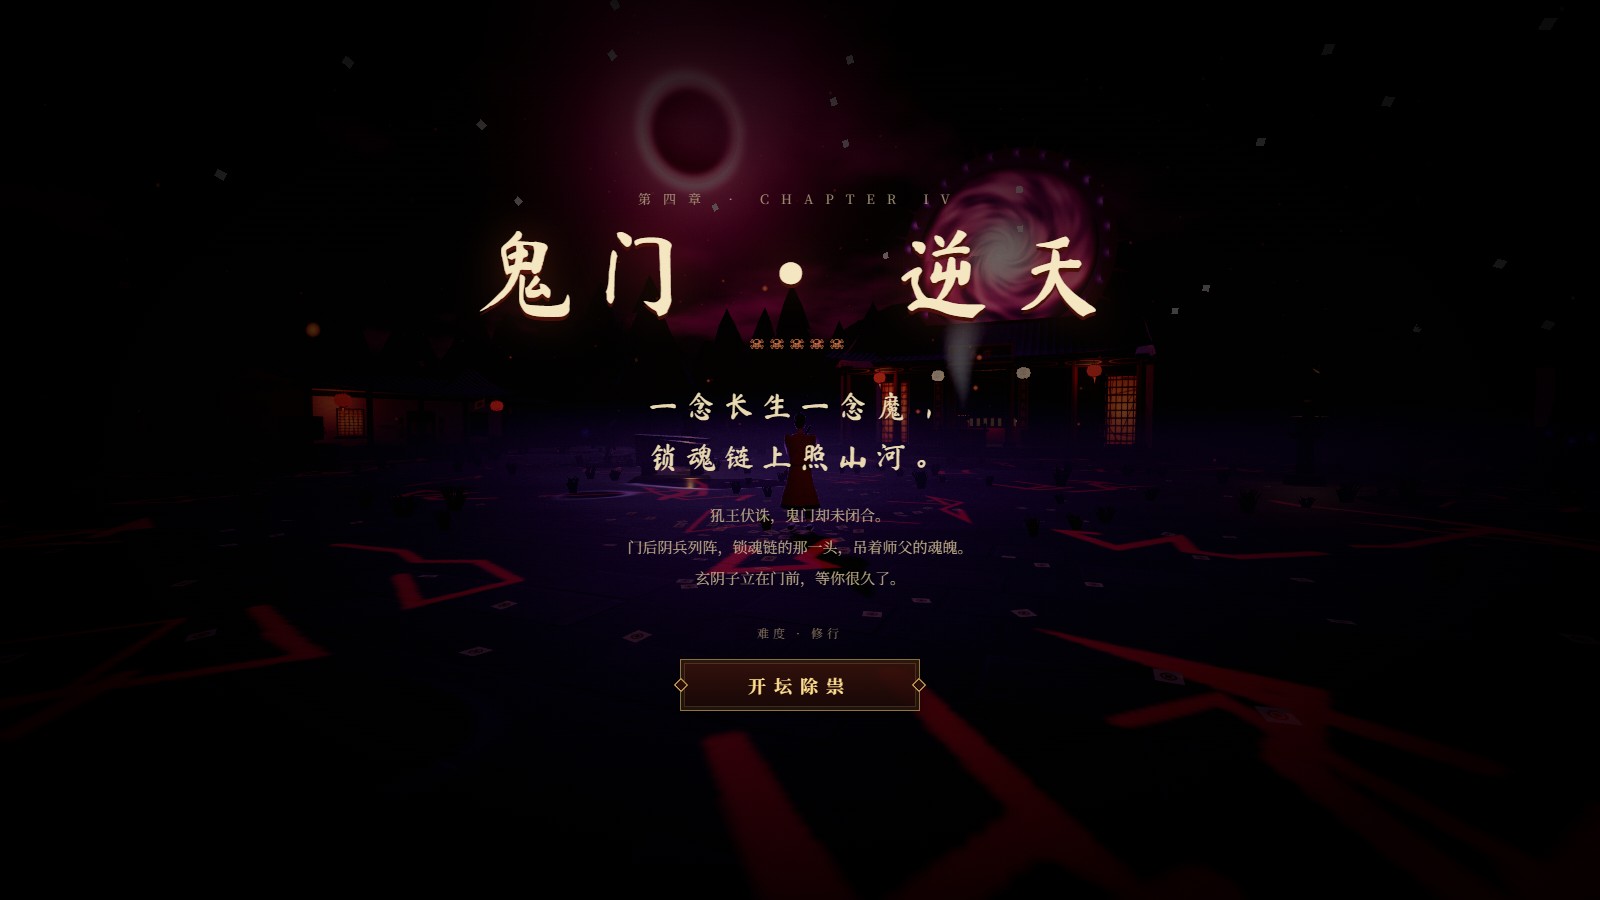 第四章 · CHAPTER IV
鬼门·逆天
☠☠☠☠☠
一念长生一念魔，
锁魂链上照山河。
犼王伏诛，鬼门却未闭合。
门后阴兵列阵，锁魂链的那一头，吊着师父的魂魄。
玄阴子立在门前，等你很久了。
难度 · 修行
开坛除祟